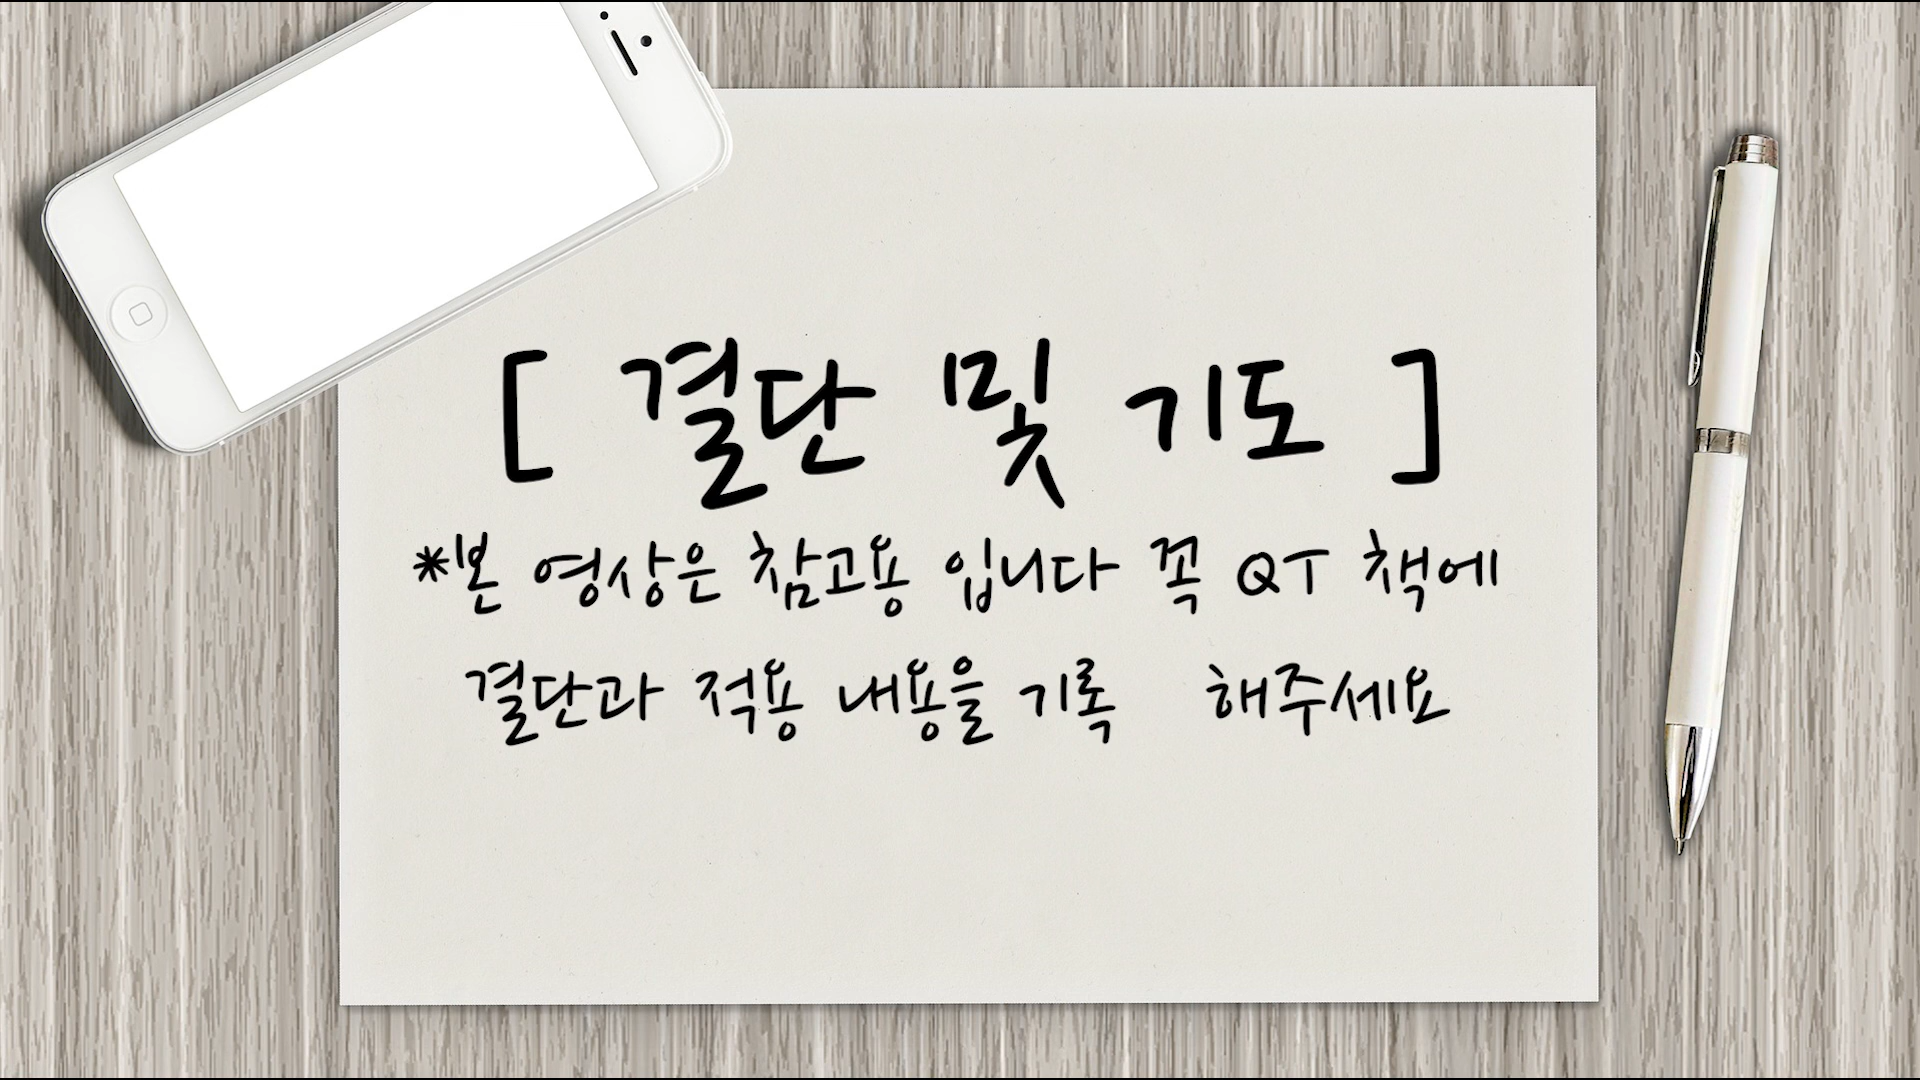 [ 결단 및 기도 ]
*본 영상은 참고용 입니다 꼭 QT 책에
결단과 적용 내용을 기록 해주세요